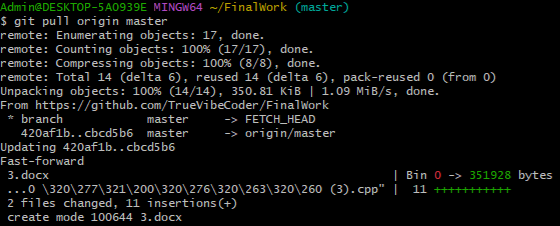 Admin@DESKTOP-5A0939E MINGW64 ~/FinalWork (master)
$ git pull origin master
remote: Enumerating objects: 17, done.
remote: Counting objects: 100% (17/17), done.
remote: Compressing objects: 100% (8/8), done.
remote: Total 14 (delta 6), reused 14 (delta 6), pack-reused 0 (from 0)
Unpacking objects: 100% (14/14), 350.81 KiB | 1.09 MiB/s, done.
From https://github.com/TrueVibeCoder/FinalWork
 * branch            master     -> FETCH_HEAD
   420af1b..cbcd5b6  master     -> origin/master
Updating 420af1b..cbcd5b6
Fast-forward
 3.docx                                             | Bin 0 -> 351928 bytes
 ...0 \320\277\321\200\320\276\320\263\320\260 (3).cpp" |  11 +++++++++++
 2 files changed, 11 insertions(+)
 create mode 100644 3.docx